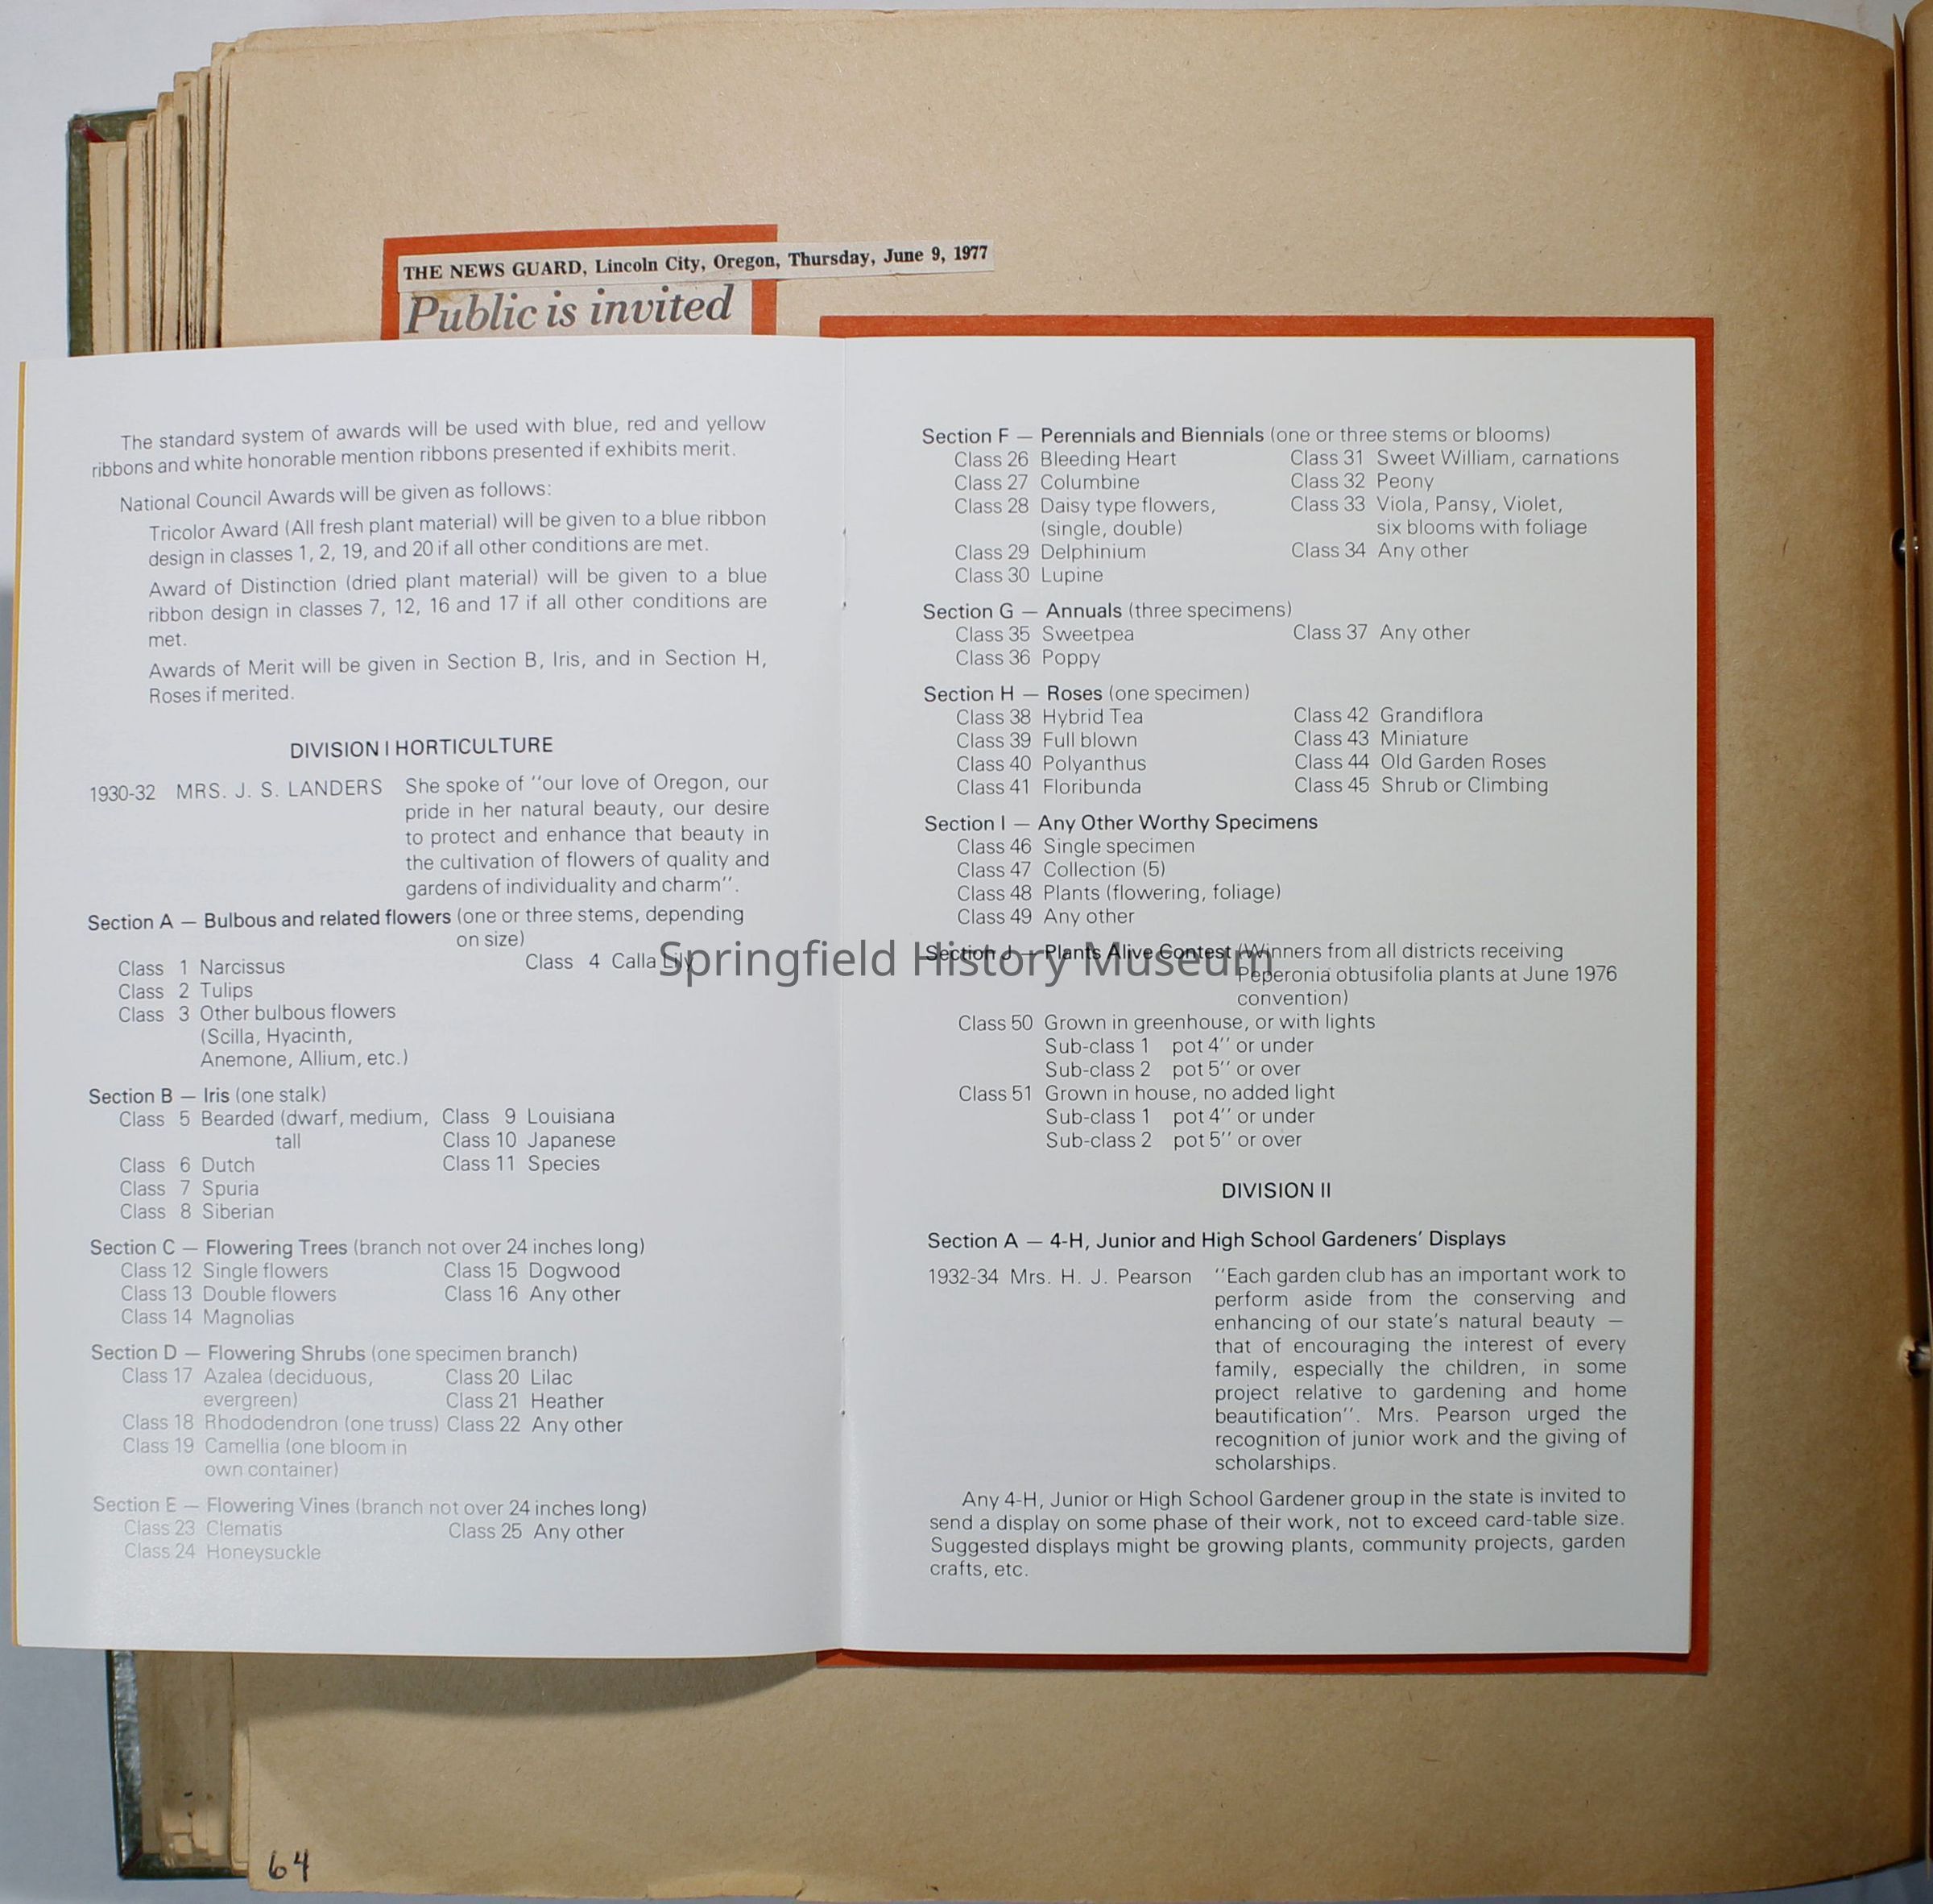 THE NEWS GUARD, Lincoln City, Oregon, Thursday, June 9, 1977
Public is invited
The standard system of awards will be used with blue, red and yellow
ribbons and white honorable mention ribbons presented if exhibits merit.
National Council Awards will be given as follows:
Tricolor Award (All fresh plant material) will be given to a blue ribbon
design in classes 1, 2, 19, and 20 if all other conditions are met.
Award of Distinction (dried plant material) will be given to a blue
ribbon design in classes 7, 12, 16 and 17 if all other conditions are
met.
Awards of Merit will be given in Section B, Iris, and in Section H,
Roses if merited.
DIVISION I HORTICULTURE
1930-32 MRS. J. S. LANDERS She spoke of ''our love of Oregon, our
pride in her natural beauty, our desire
to protect and enhance that beauty in
the cultivation of flowers of quality and
gardens of individuality and charm''.
Section A — Bulbous and related flowers (one or three stems, depending
on size)
Class 1 Narcissus Class 4 Calla Lily
Class 2 Tulips
Class 3 Other bulbous flowers
(Scilla, Hyacinth,
Anemone, Allium, etc.)
Section B — Iris (one stalk)
Class 5 Bearded (dwarf, medium, Class 9 Louisiana
tall Class 10 Japanese
Class 6 Dutch Class 11 Species
Class 7 Spuria
Class 8 Siberian
Section C — Flowering Trees (branch not over 24 inches long)
Class 12 Single flowers Class 15 Dogwood
Class 13 Double flowers Class 16 Any other
Class 14 Magnolias
Section D — Flowering Shrubs (one specimen branch)
Class 17 Azalea (deciduous, Class 20 Lilac
evergreen) Class 21 Heather
Class 18 Rhododendron (one truss) Class 22 Any other
Class 19 Camellia (one bloom in
own container)
Section E — Flowering Vines (branch not over 24 inches long)
Class 23 Clematis Class 25 Any other
Class 24 Honeysuckle
Section F — Perennials and Biennials (one or three stems or blooms)
Class 26 Bleeding Heart Class 31 Sweet William, carnations
Class 27 Columbine Class 32 Peony
Class 28 Daisy type flowers, Class 33 Viola, Pansy, Violet,
(single, double) six blooms with foliage
Class 29 Delphinium Class 34 Any other
Class 30 Lupine
Section G — Annuals (three specimens)
Class 35 Sweetpea Class 37 Any other
Class 36 Poppy
Section H — Roses (one specimen)
Class 38 Hybrid Tea Class 42 Grandiflora
Class 39 Full blown Class 43 Miniature
Class 40 Polyanthus Class 44 Old Garden Roses
Class 41 Floribunda Class 45 Shrub or Climbing
Section I — Any Other Worthy Specimens
Class 46 Single specimen
Class 47 Collection (5)
Class 48 Plants (flowering, foliage)
Class 49 Any other
Section J — Plants Alive Contest (Winners from all districts receiving
Peperonia obtusifolia plants at June 1976
convention)
Class 50 Grown in greenhouse, or with lights
Sub-class 1 pot 4'' or under
Sub-class 2 pot 5'' or over
Class 51 Grown in house, no added light
Sub-class 1 pot 4'' or under
Sub-class 2 pot 5'' or over
DIVISION II
Section A — 4-H, Junior and High School Gardeners' Displays
1932-34 Mrs. H. J. Pearson ''Each garden club has an important work to
perform aside from the conserving and
enhancing of our state's natural beauty —
that of encouraging the interest of every
family, especially the children, in some
project relative to gardening and home
beautification''. Mrs. Pearson urged the
recognition of junior work and the giving of
scholarships.
Any 4-H, Junior or High School Gardener group in the state is invited to
send a display on some phase of their work, not to exceed card-table size.
Suggested displays might be growing plants, community projects, garden
crafts, etc.
Springfield History Museum
64